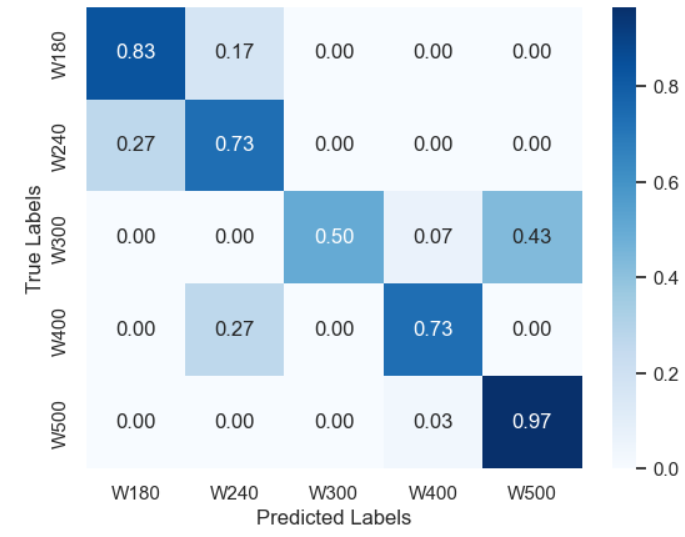 W180 0.83 0.17 0.00 0.00 0.00
0.8
W240 0.27 0.73 0.00 0.00 0.00
0.6
True Labels
W300 0.00 0.00 0.50 0.07 0.43
0.4
W400 0.00 0.27 0.00 0.73 0.00
0.2
W500 0.00 0.00 0.00 0.03 0.97
0.0
W180 W240 W300 W400 W500
Predicted Labels